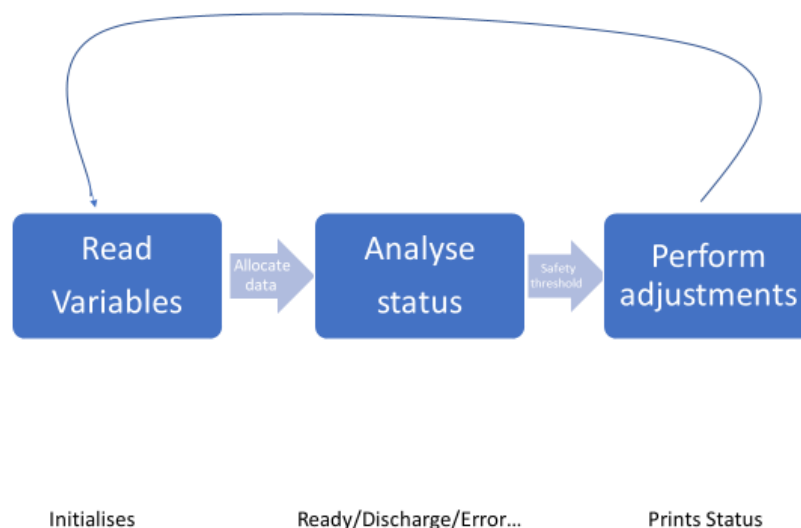 Read
Variables
Allocate
data
Analyse
status
Safety
threshold
Perform
adjustments
Initialises
Ready/Discharge/Error...
Prints Status